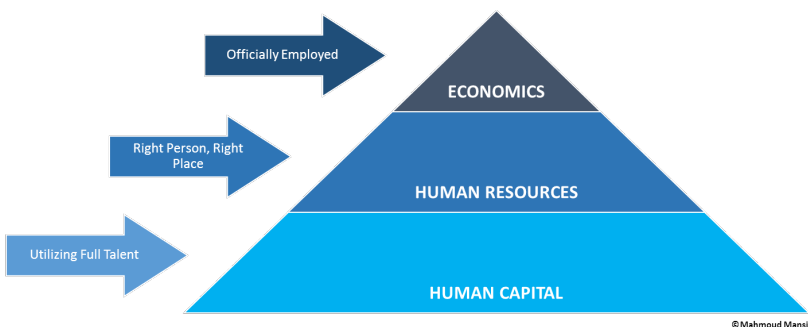 Officially Employed
ECONOMICS
Right Person, Right
Place
HUMAN RESOURCES
Utilizing Full Talent
HUMAN CAPITAL
©Mahmoud Mansi